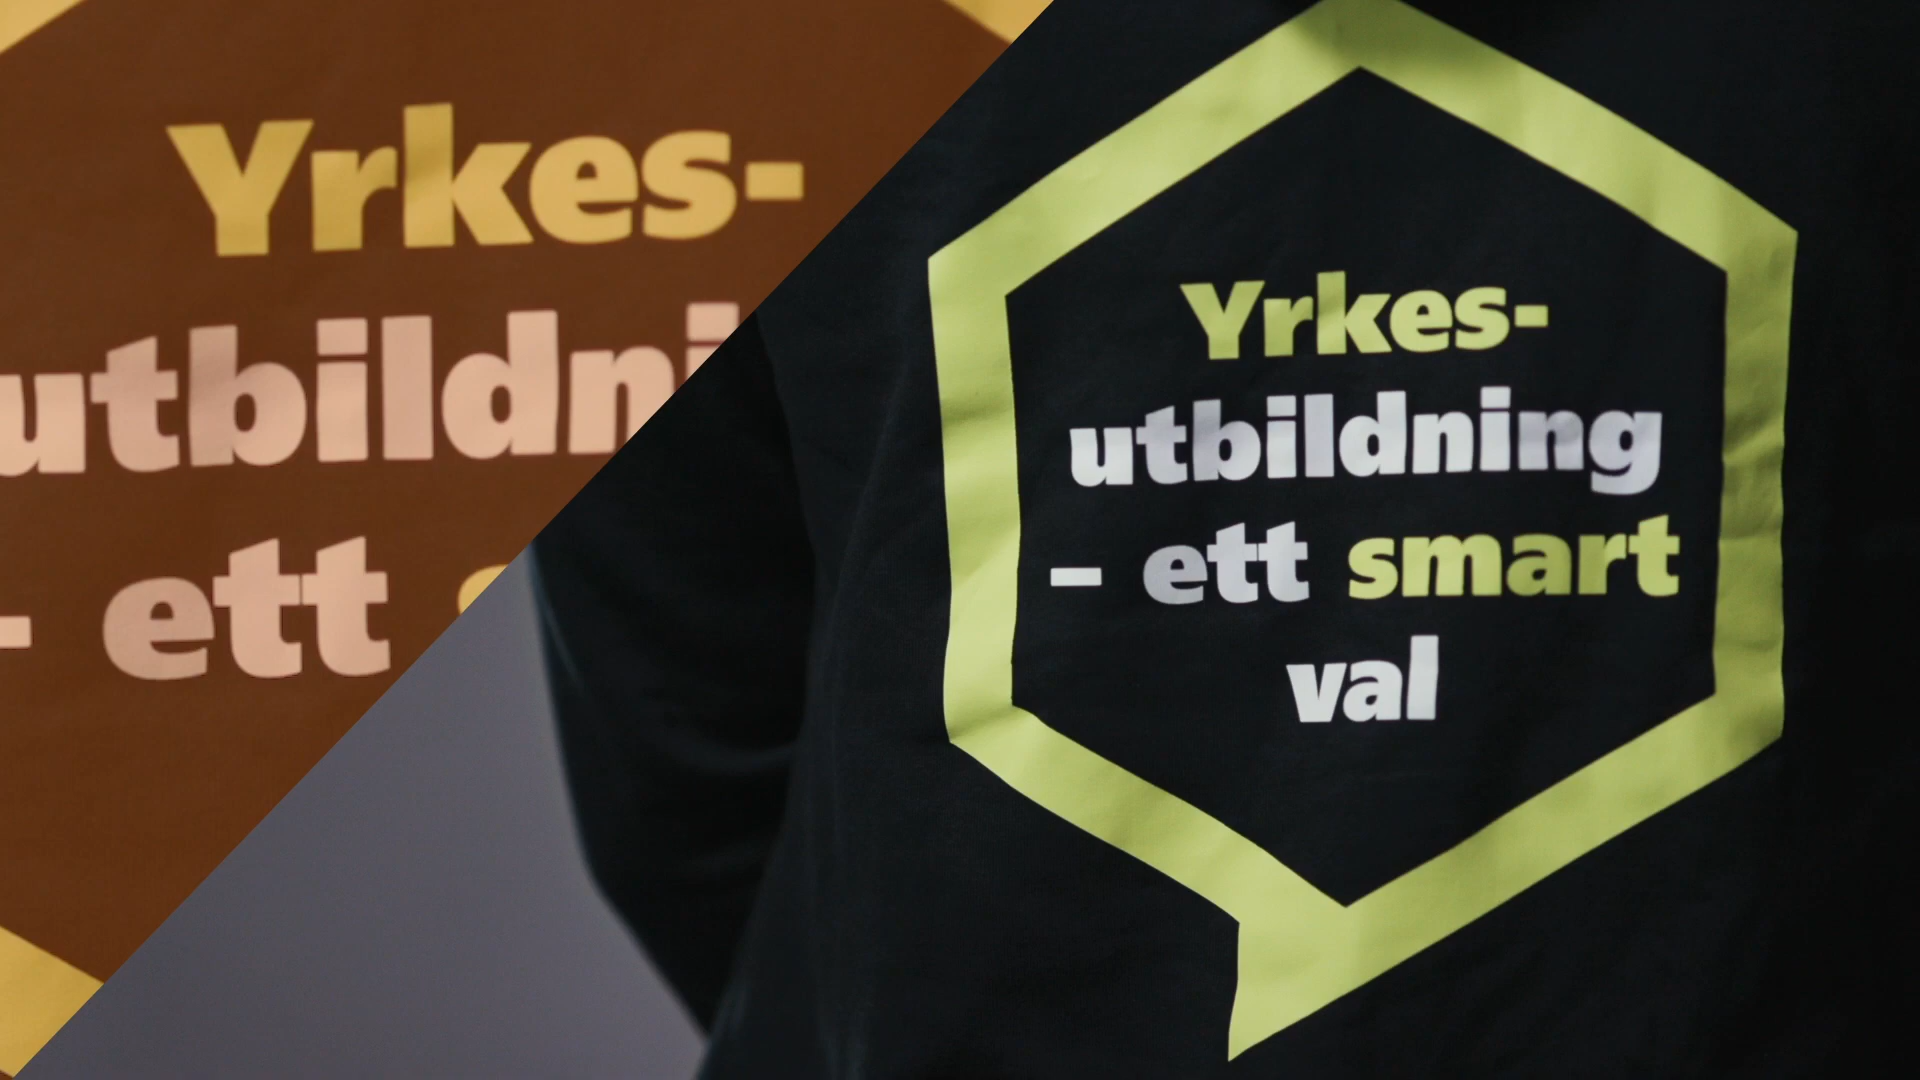 Yrkes-
utbildni
- ett s
Yrkes-
utbildning
– ett smart
val